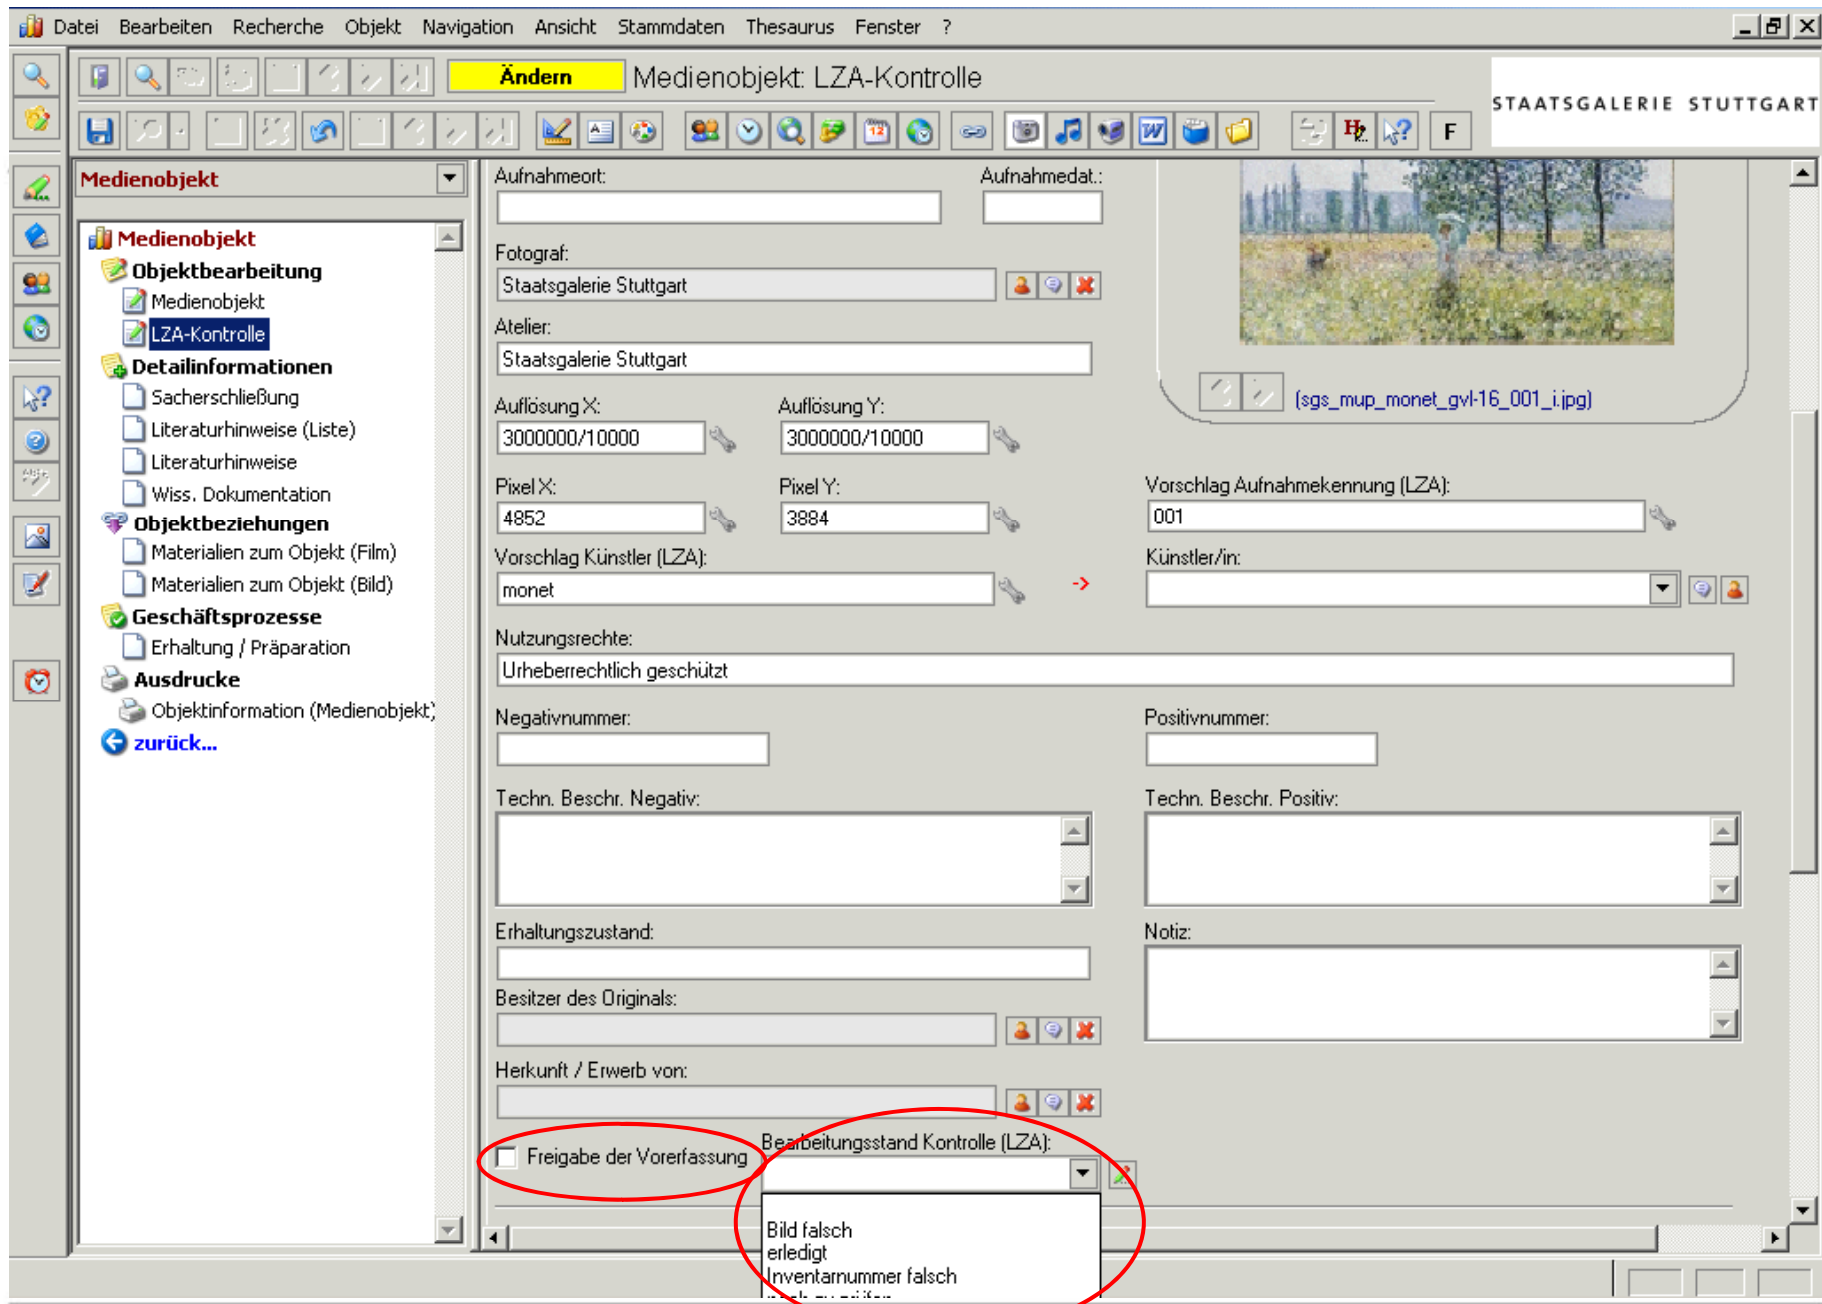 Datei Bearbeiten Recherche Objekt Navigation Ansicht Stammdaten Thesaurus Fenster ?
Ändern Medienobjekt: LZA-Kontrolle
STAATSGALERIE STUTTGART
F
Medienobjekt
Medienobjekt
Objektbearbeitung
Medienobjekt
LZA-Kontrolle
Detailinformationen
Sacherschließung
Literaturhinweise (Liste)
Literaturhinweise
Wiss. Dokumentation
Objektbeziehungen
Materialien zum Objekt (Film)
Materialien zum Objekt (Bild)
Geschäftsprozesse
Erhaltung / Präparation
Ausdrucke
Objektinformation (Medienobjekt)
zurück...
Aufnahmeort: Aufnahmedat.:
Fotograf:
Staatsgalerie Stuttgart
Atelier:
Staatsgalerie Stuttgart
(sgs_mup_monet_gvl-16_001_i.jpg)
Auflösung X: Auflösung Y:
3000000/10000 3000000/10000
Pixel X: Pixel Y: Vorschlag Aufnahmekennung (LZA):
4852 3884 001
Vorschlag Künstler (LZA): Künstler/in:
monet ->
Nutzungsrechte:
Urheberrechtlich geschützt
Negativnummer: Positivnummer:
Techn. Beschr. Negativ: Techn. Beschr. Positiv:
Erhaltungszustand: Notiz:
Besitzer des Originals:
Herkunft / Erwerb von:
Freigabe der Vorerfassung Bearbeitungsstand Kontrolle (LZA):
Bild falsch
erledigt
Inventarnummer falsch